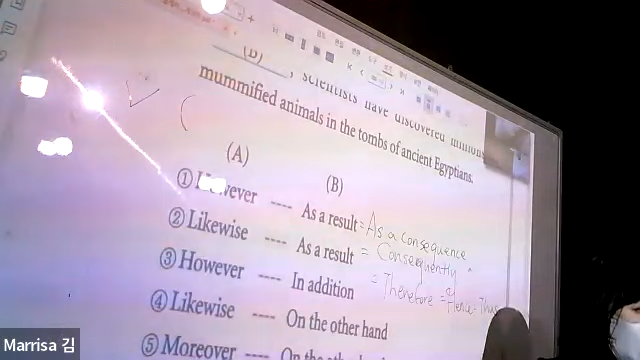 (B) , scientists have discovered millions
mummified animals in the tombs of ancient Egyptians.
(A) (B)
① However ---- As a result = As a consequence
② Likewise ---- As a result = Consequently
③ However ---- In addition = Therefore = Hence = Thus
④ Likewise ---- On the other hand
⑤ Moreover ---- On the other hand
Marrisa 김